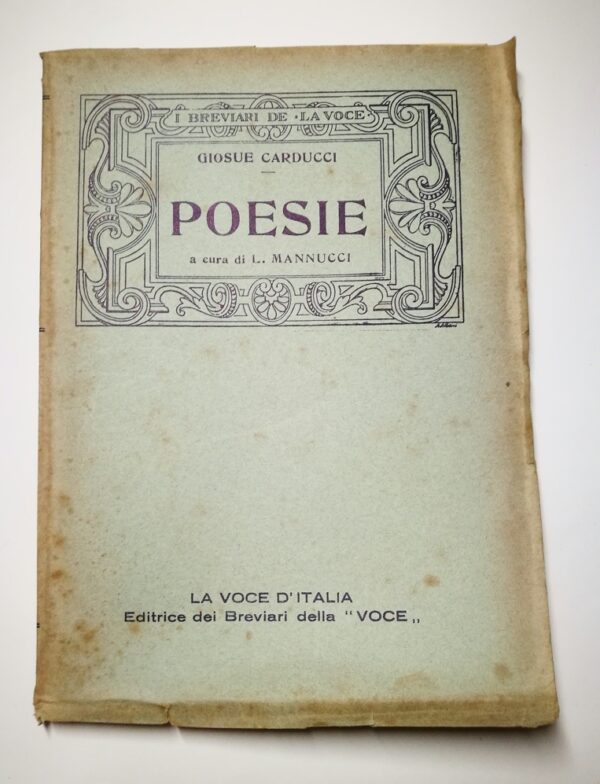 I BREVIARI DE · LA VOCE
GIOSUE CARDUCCI
POESIE
a cura di L. MANNUCCI
LA VOCE D'ITALIA
Editrice dei Breviari della "VOCE„